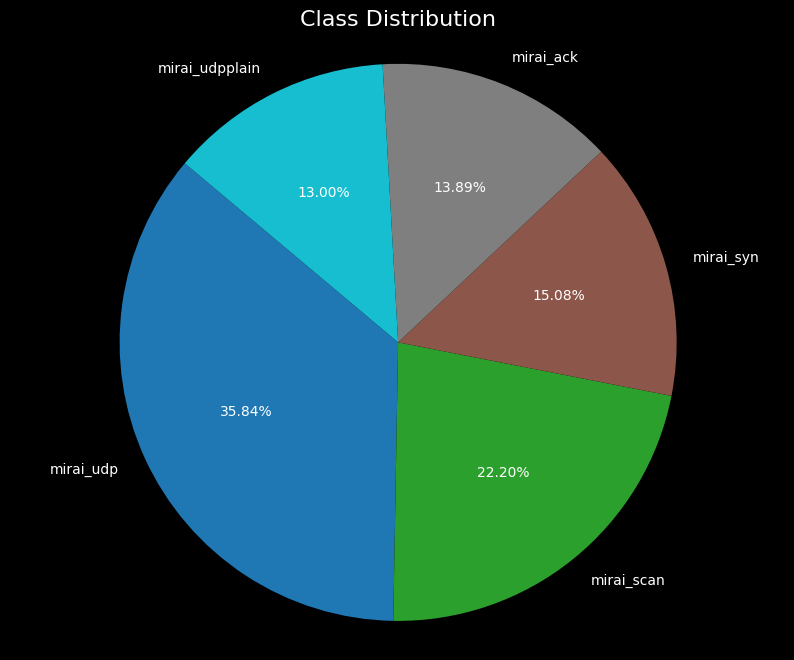 Class Distribution
mirai_ack
mirai_udpplain
13.89%
13.00%
mirai_syn
15.08%
35.84%
mirai_udp
22.20%
mirai_scan